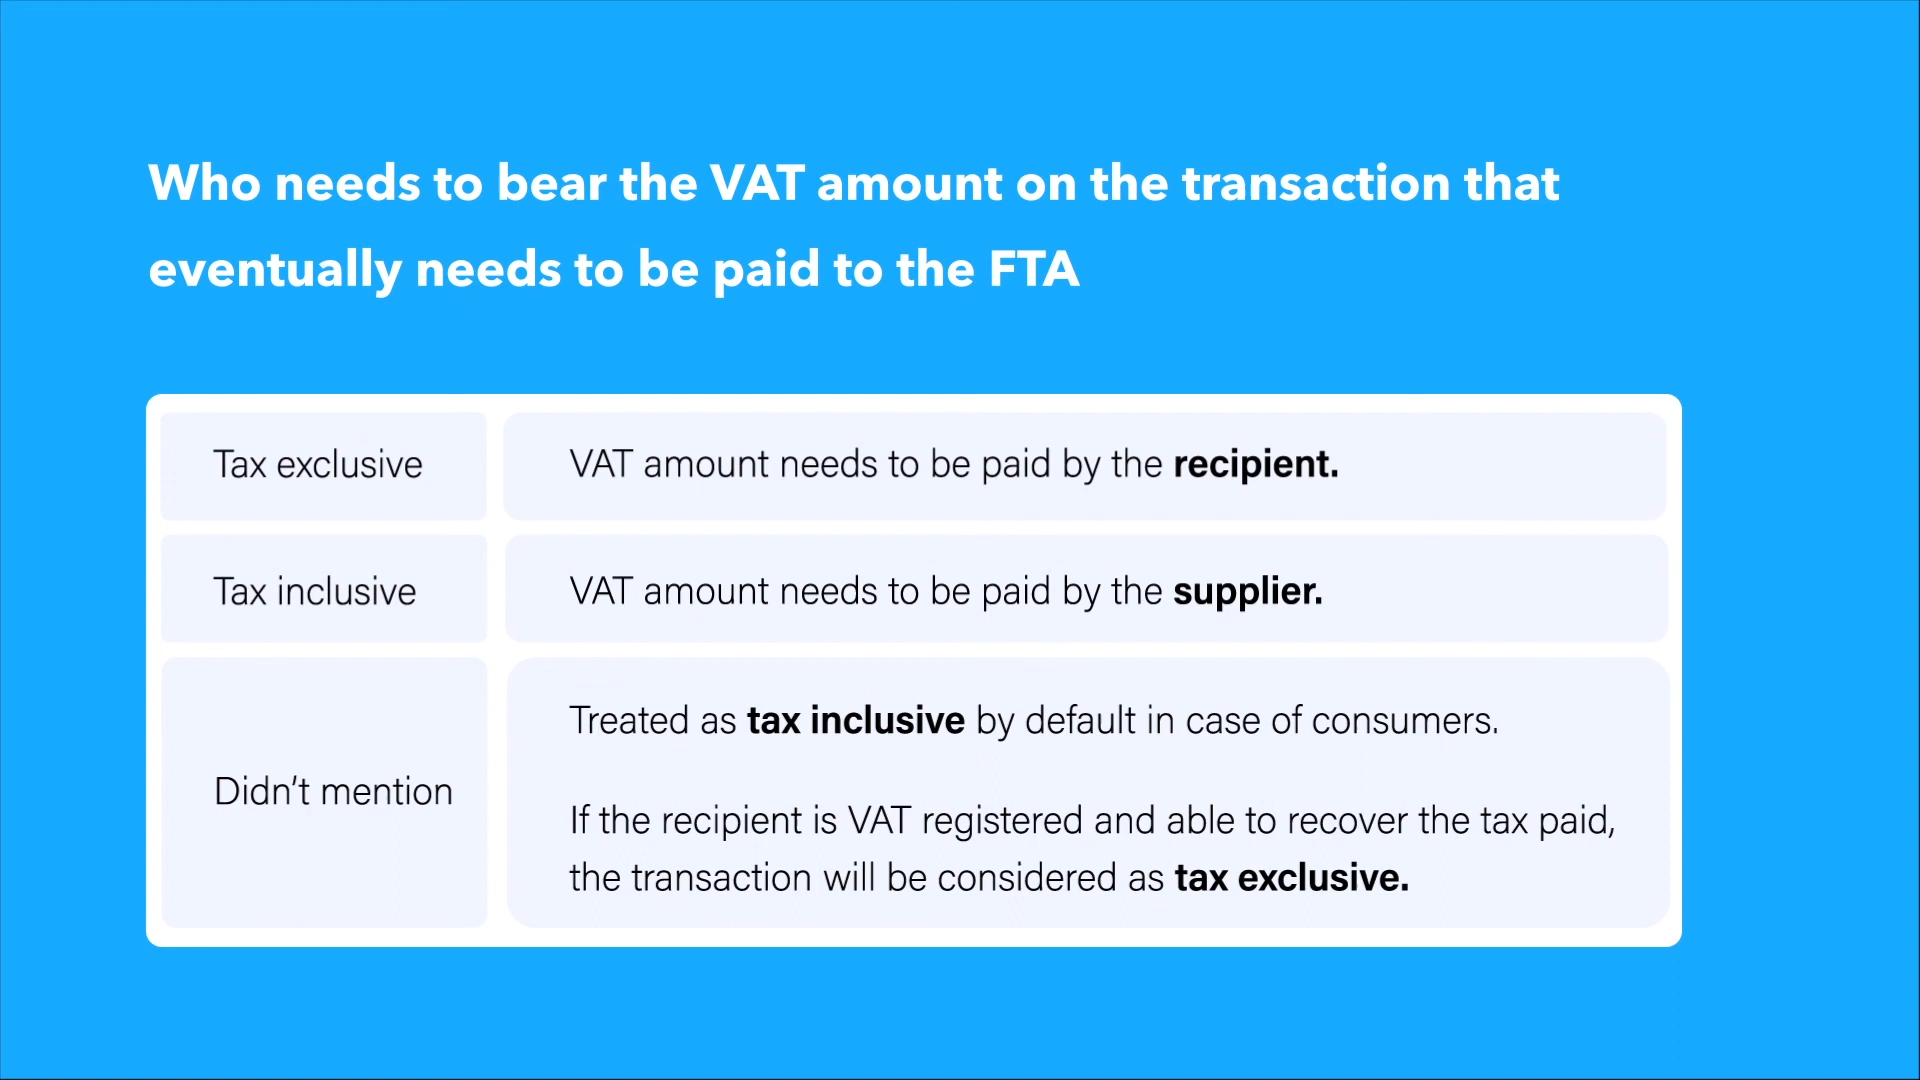 Who needs to bear the VAT amount on the transaction that
eventually needs to be paid to the FTA
Tax exclusive
VAT amount needs to be paid by the recipient.
Tax inclusive
VAT amount needs to be paid by the supplier.
Didn’t mention
Treated as tax inclusive by default in case of consumers.
If the recipient is VAT registered and able to recover the tax paid,
the transaction will be considered as tax exclusive.